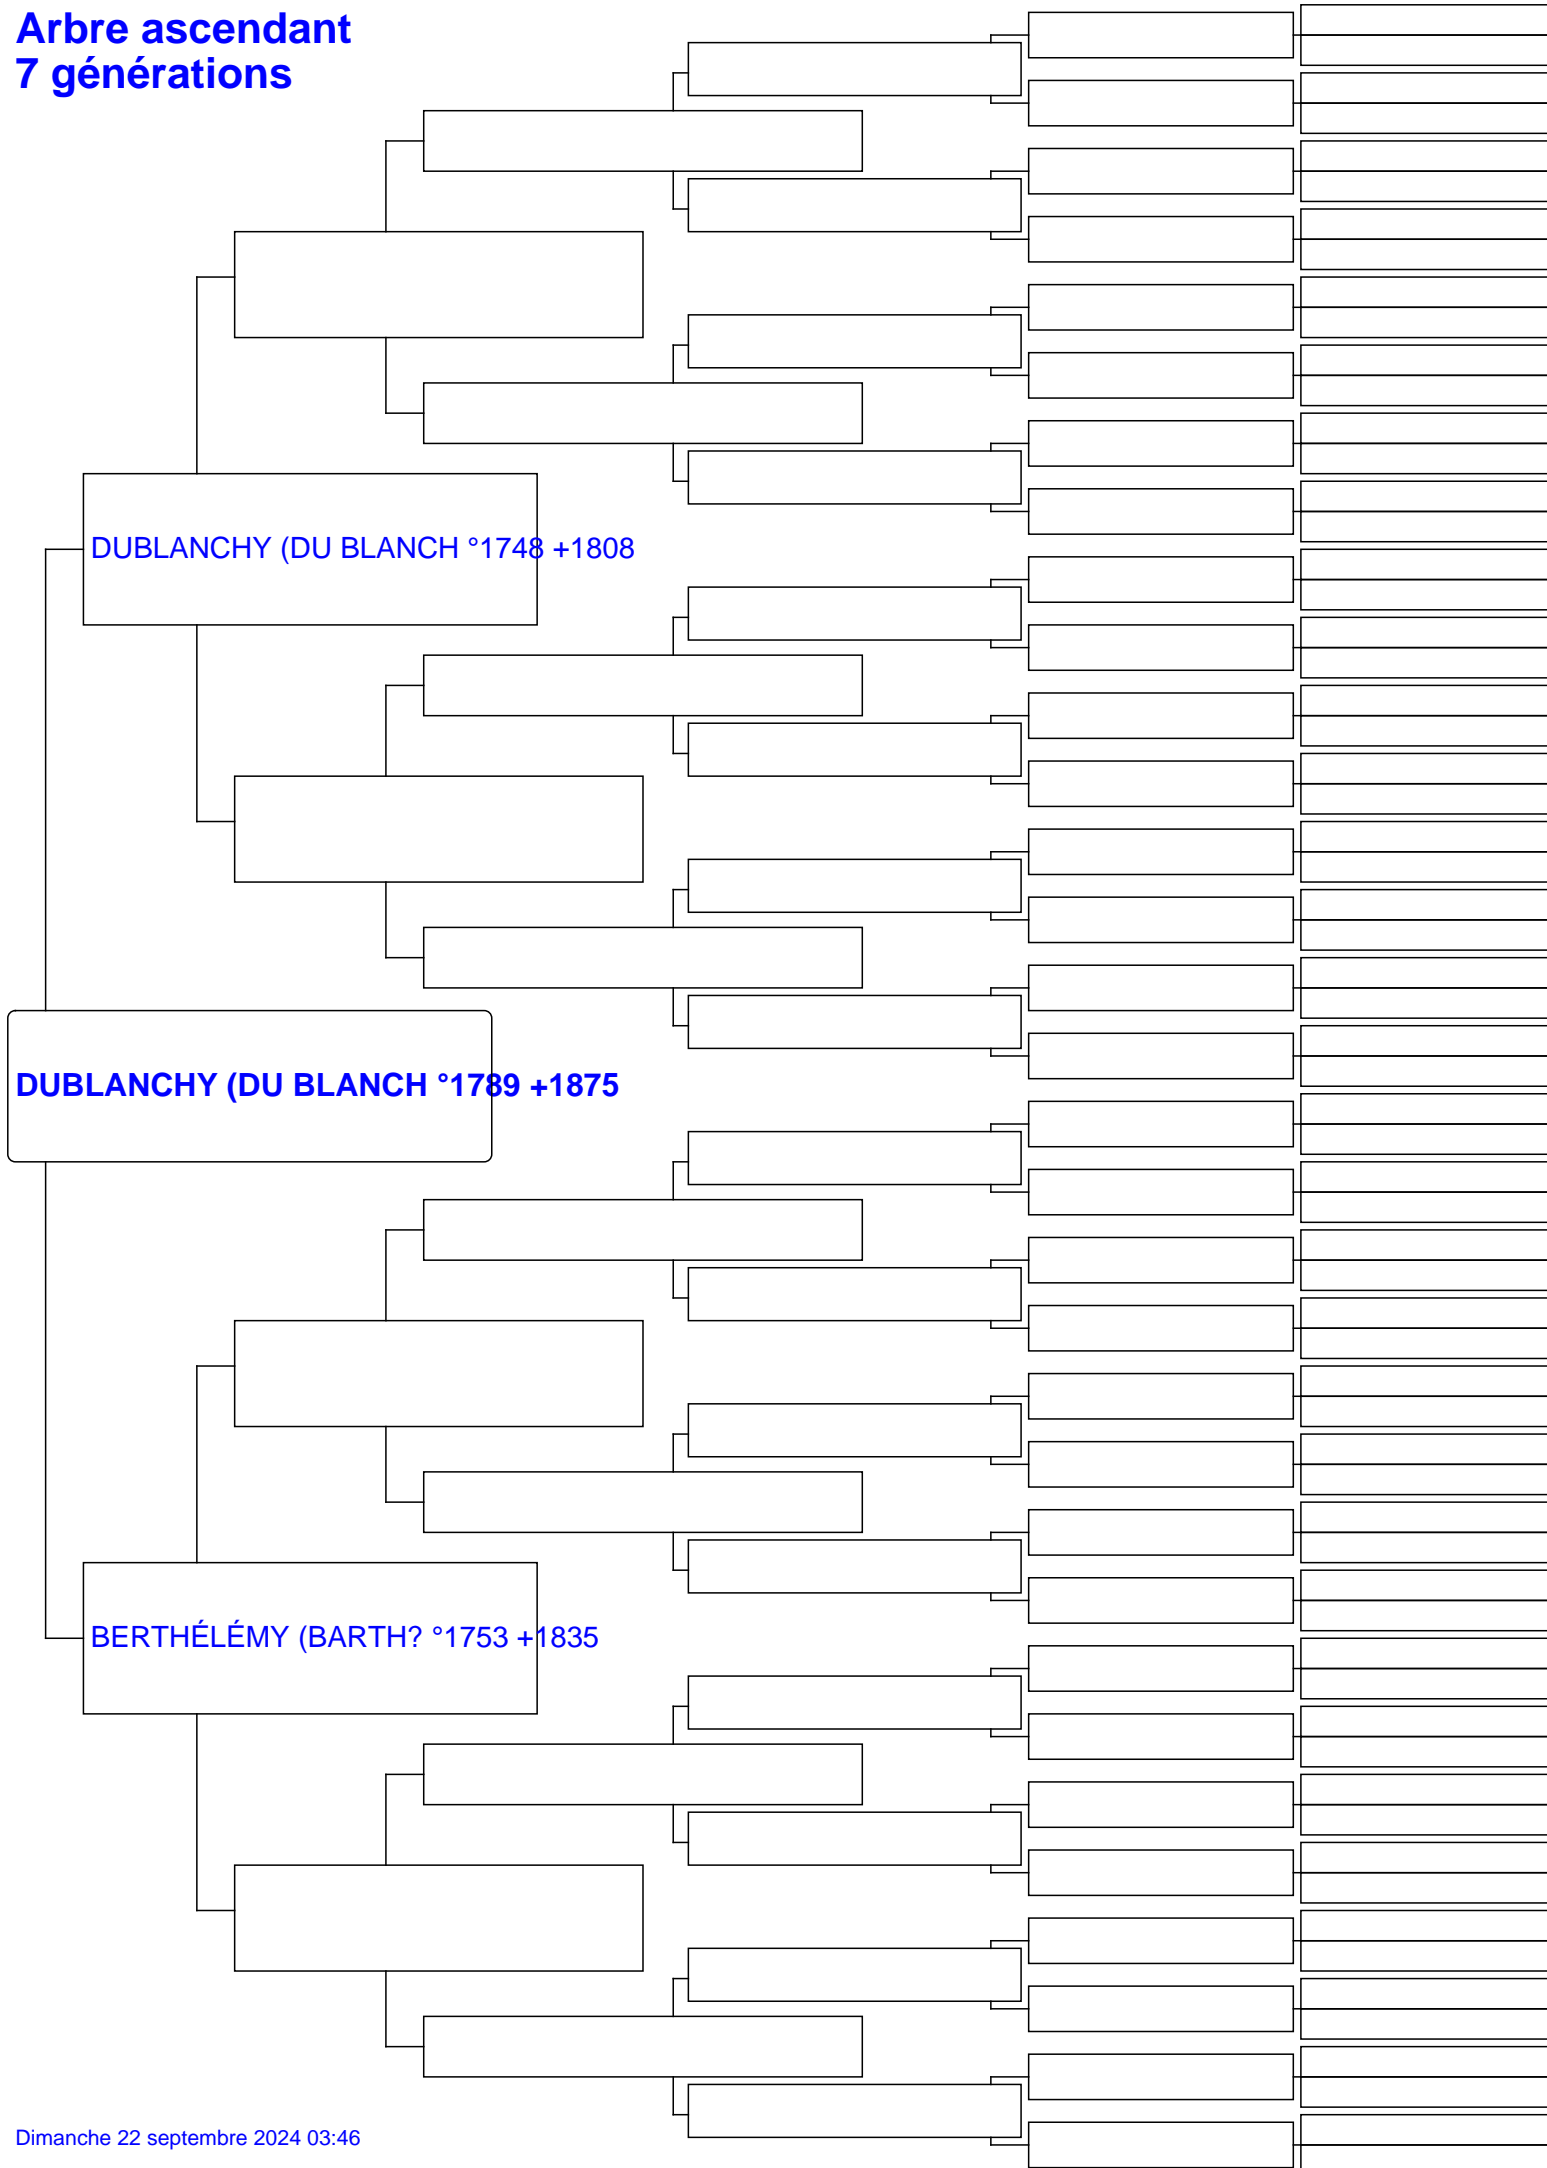 Arbre ascendant
7 générations
DUBLANCHY (DU BLANCH °1748 +1808
DUBLANCHY (DU BLANCH °1789 +1875
BERTHÉLÉMY (BARTH? °1753 +1835
Dimanche 22 septembre 2024 03:46